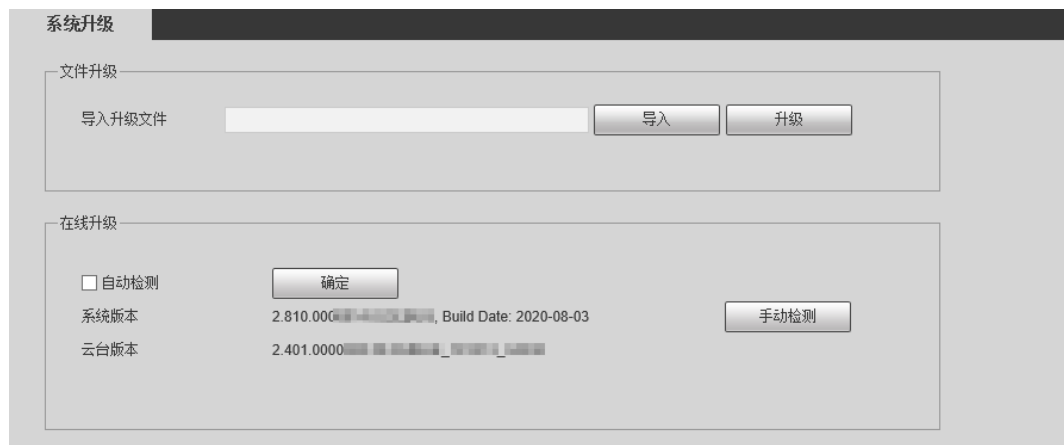 系统升级
文件升级
导入升级文件 导入 升级
在线升级
自动检测 确定
系统版本 2.810.000 , Build Date: 2020-08-03 手动检测
云台版本 2.401.0000